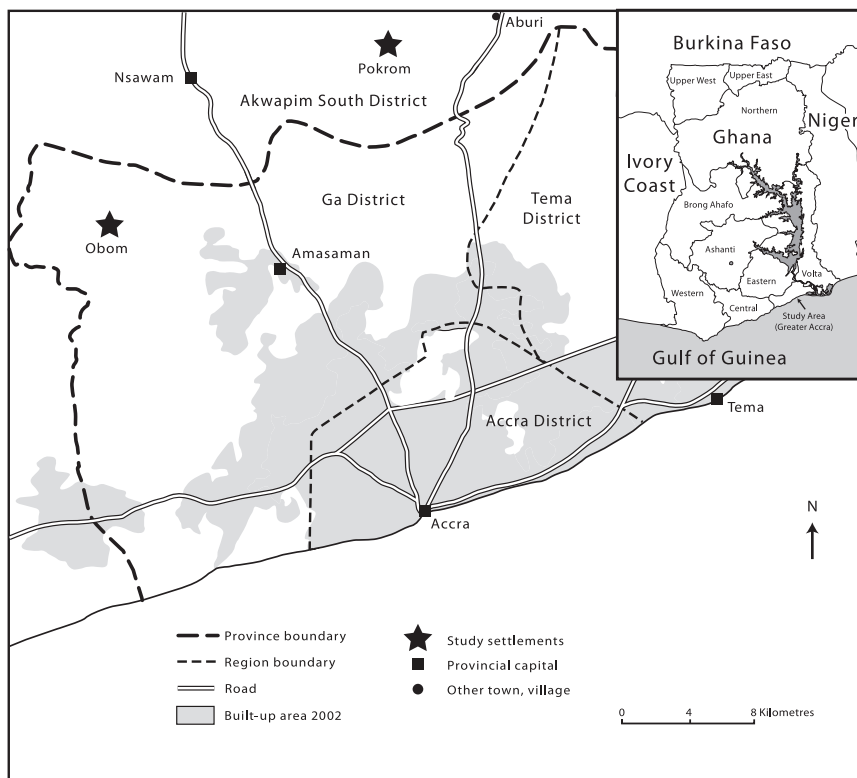 Aburi
Pokrom
Nsawam
Akwapim South District
Ga District
Tema
District
Obom
Amasaman
Accra District
Tema
Accra
Burkina Faso
Upper West
Upper East
Northern
Ghana
Niger
Ivory
Coast
Brong Ahafo
Ashanti
Volta
Eastern
Western
Central
Study Area
(Greater Accra)
Gulf of Guinea
N
Province boundary
Region boundary
Road
Built-up area 2002
Study settlements
Provincial capital
Other town, village
0 4 8 Kilometres